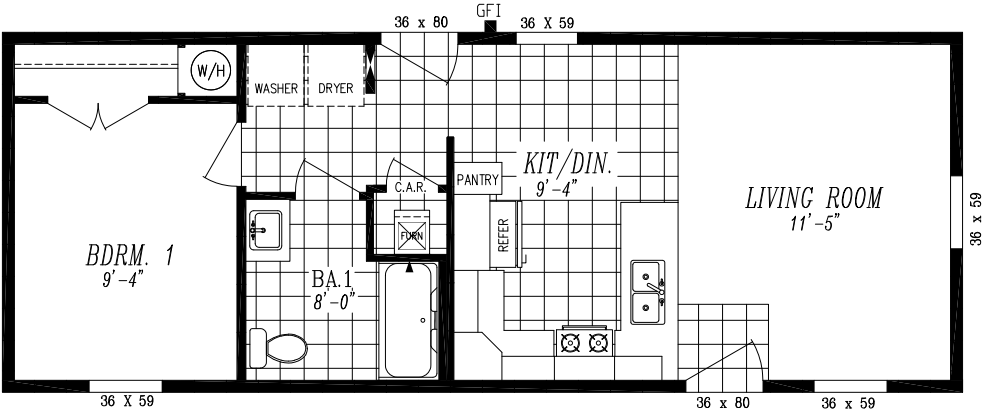 GFI
36 x 80
36 X 59
W/H
WASHER
DRYER
KIT/DIN.
9'-4"
PANTRY
C.A.R.
LIVING ROOM
11'-5"
36 X 59
REFER
FURN
BDRM. 1
9'-4"
BA.1
8'-0"
36 X 59
36 x 80
36 x 59